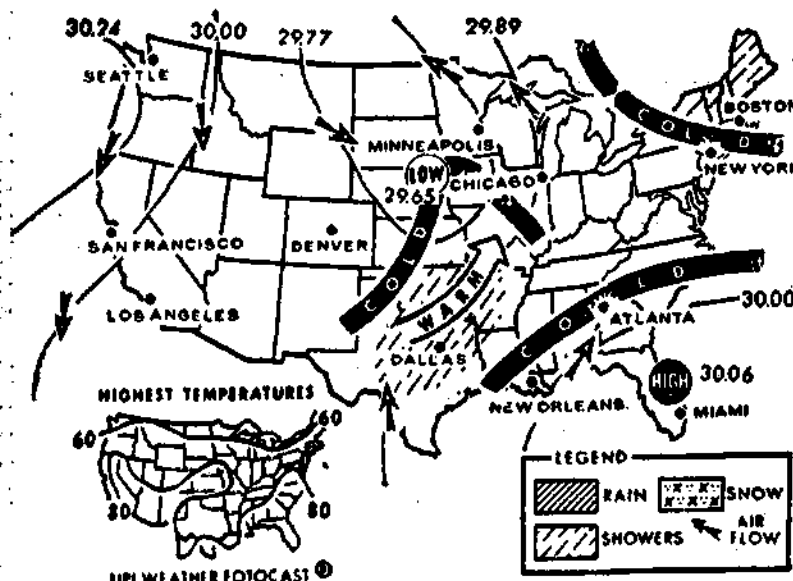 30.24
30.00
29.77
29.89
SEATTLE
BOSTON
COLD
MINNEAPOLIS
NEW YORK
LOW
CHICAGO
29.65
SAN FRANCISCO
DENVER
COLD
WARM
COLD
30.00
LOS ANGELES
ATLANTA
DALLAS
HIGH
30.06
NEW ORLEANS.
MIAMI
HIGHEST TEMPERATURES
60
60
80
80
LEGEND
RAIN
SNOW
SHOWERS
AIR
FLOW
UPI WEATHER FOTOCAST